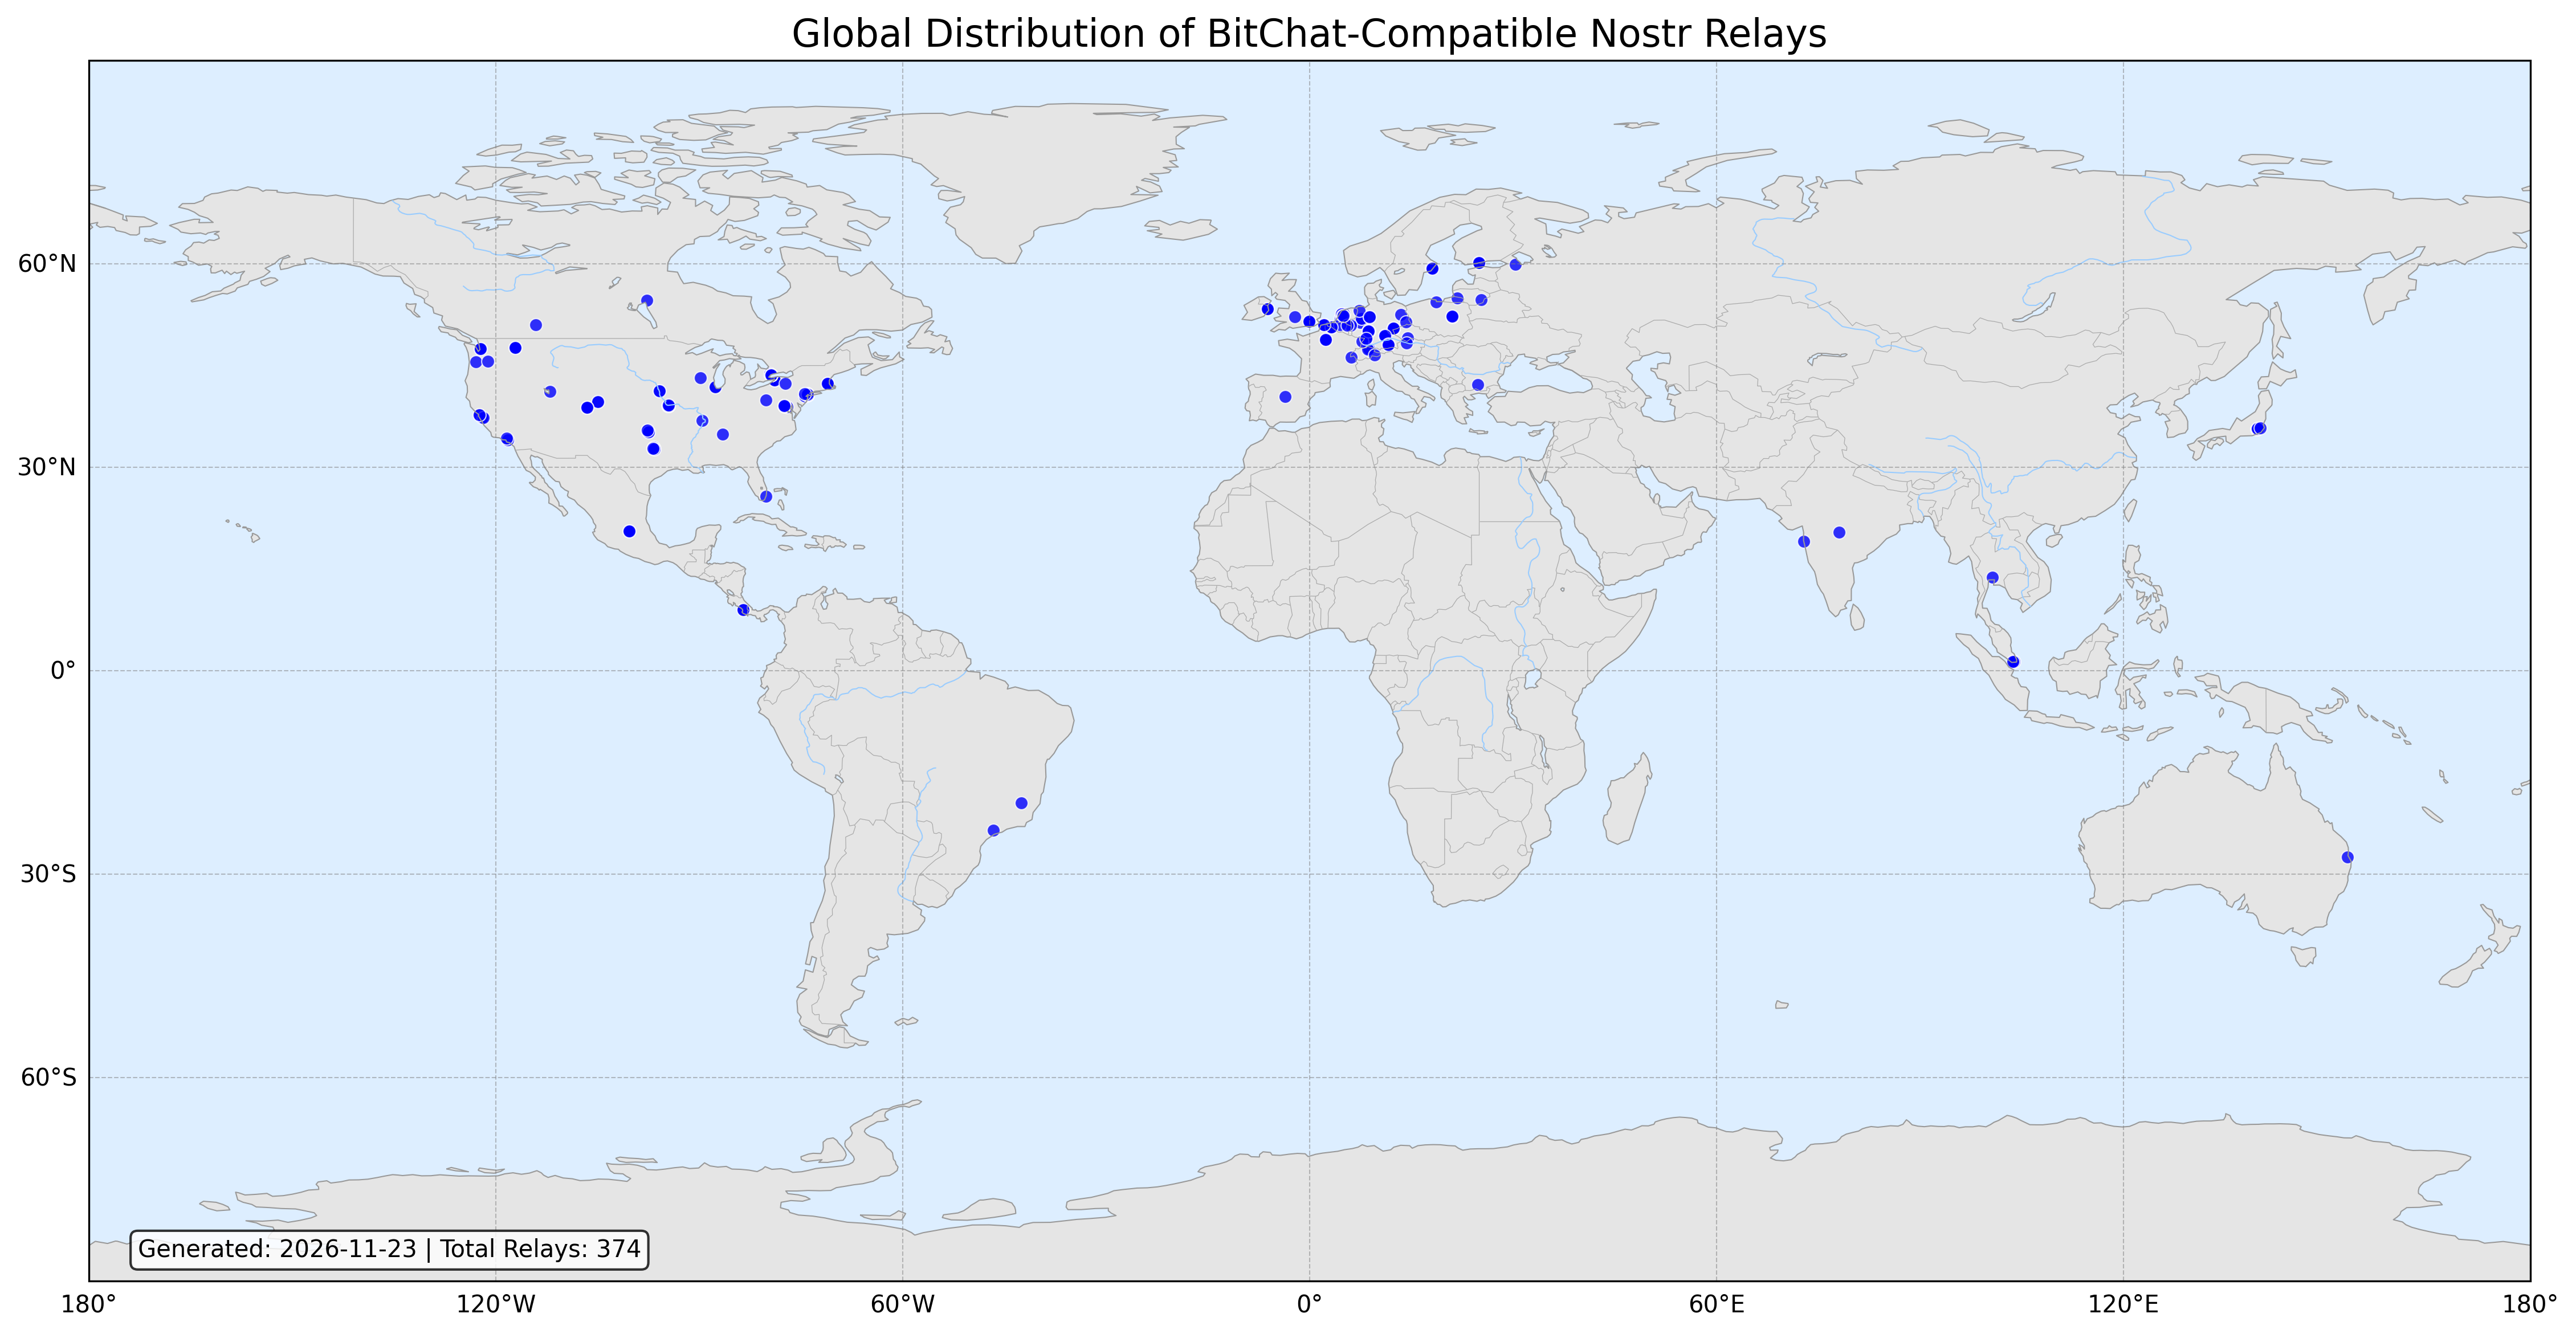 Global Distribution of BitChat-Compatible Nostr Relays
60°N
30°N
0°
30°S
60°S
Generated: 2026-11-23 | Total Relays: 374
180° 120°W 60°W 0° 60°E 120°E 180°